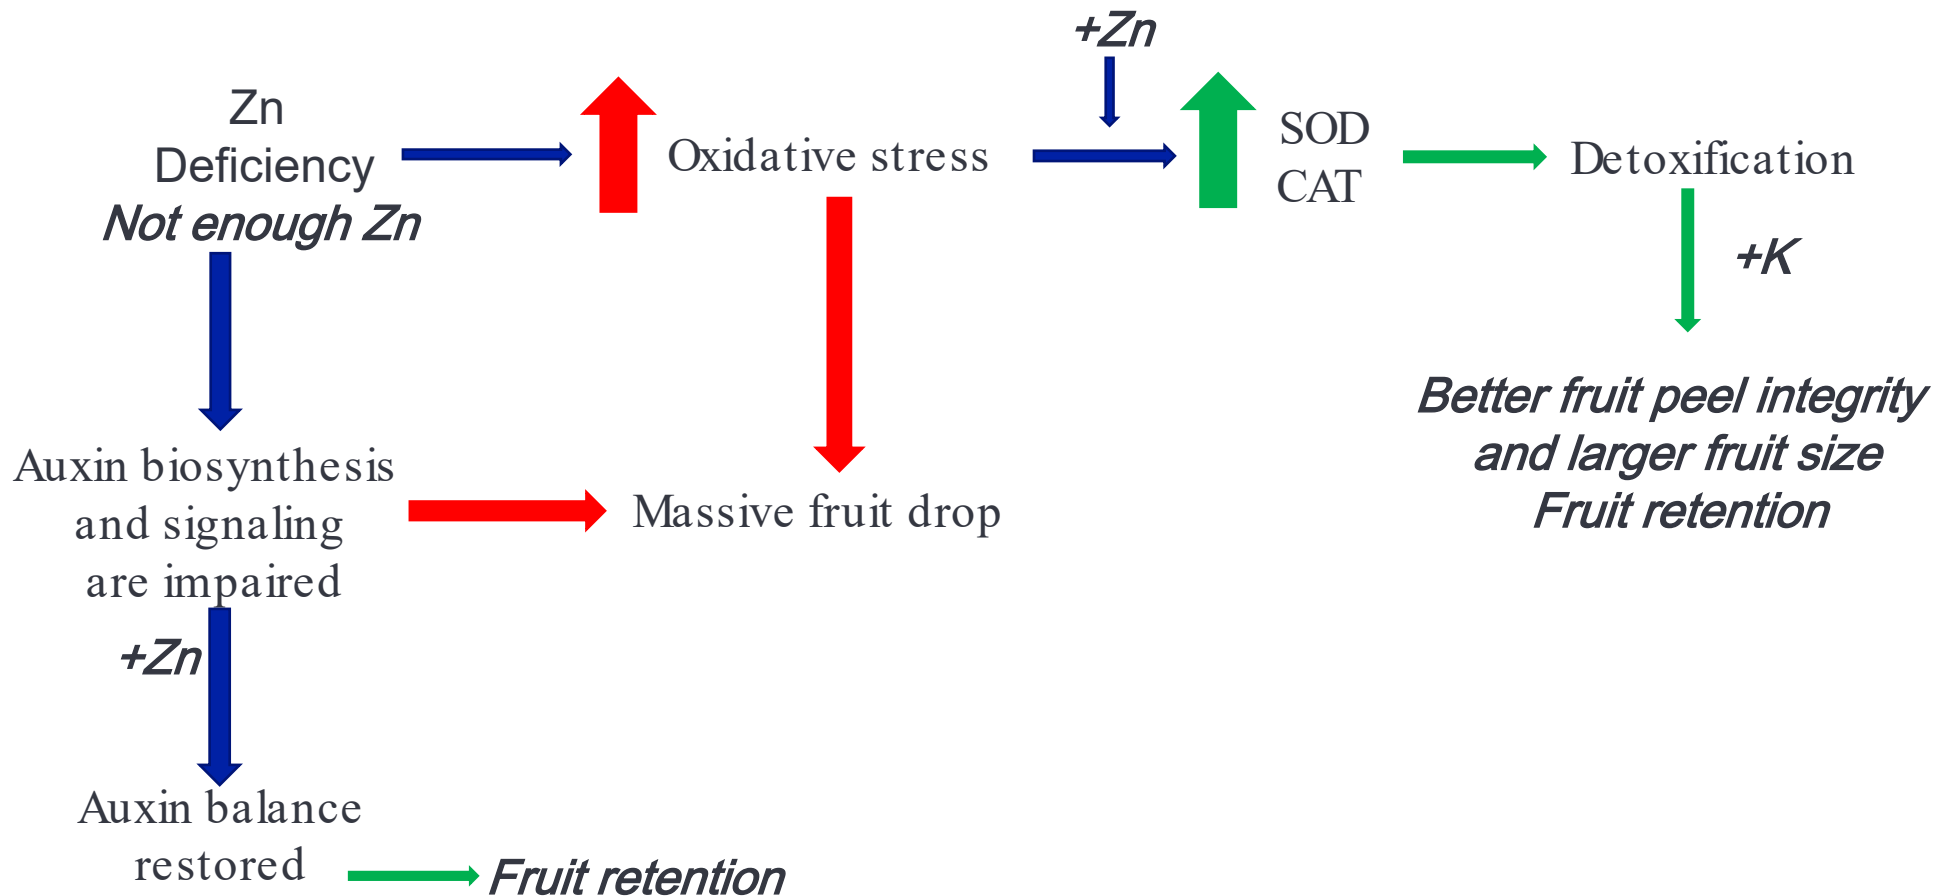 +Zn
Zn
Deficiency
Not enough Zn
Oxidative stress
SOD
CAT
Detoxification
+K
Better fruit peel integrity
and larger fruit size
Fruit retention
Auxin biosynthesis
and signaling
are impaired
Massive fruit drop
+Zn
Auxin balance
restored
Fruit retention